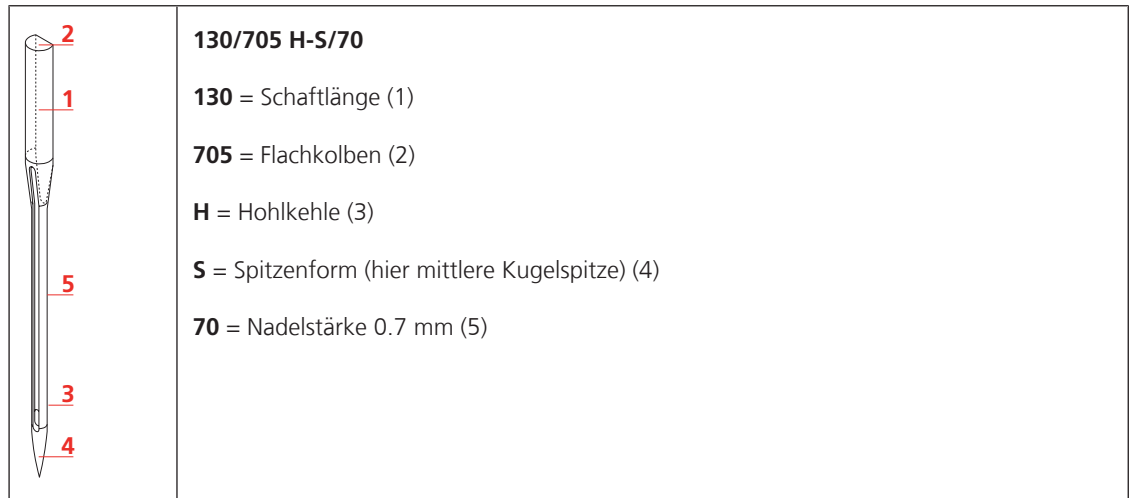 2
1
5
3
4
130/705 H-S/70
130 = Schaftlänge (1)
705 = Flachkolben (2)
H = Hohlkehle (3)
S = Spitzenform (hier mittlere Kugelspitze) (4)
70 = Nadelstärke 0.7 mm (5)